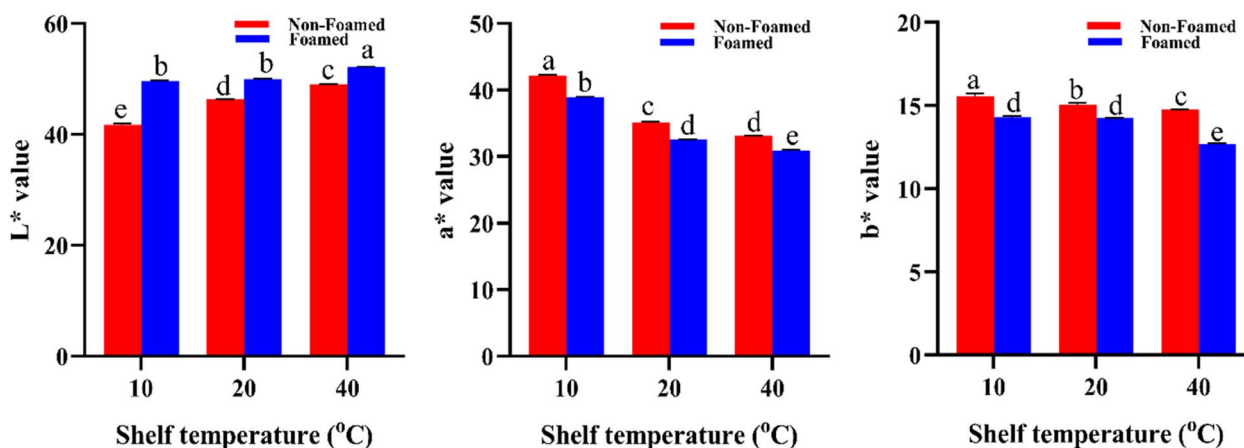 60
40
20
0
L* value
Non-Foamed
Foamed
e
b
d
b
c
a
10
20
40
Shelf temperature (°C)
50
40
30
20
10
0
a* value
Non-Foamed
Foamed
a
b
c
d
d
e
10
20
40
Shelf temperature (°C)
20
15
10
5
0
b* value
Non-Foamed
Foamed
a
d
b
d
c
e
10
20
40
Shelf temperature (°C)